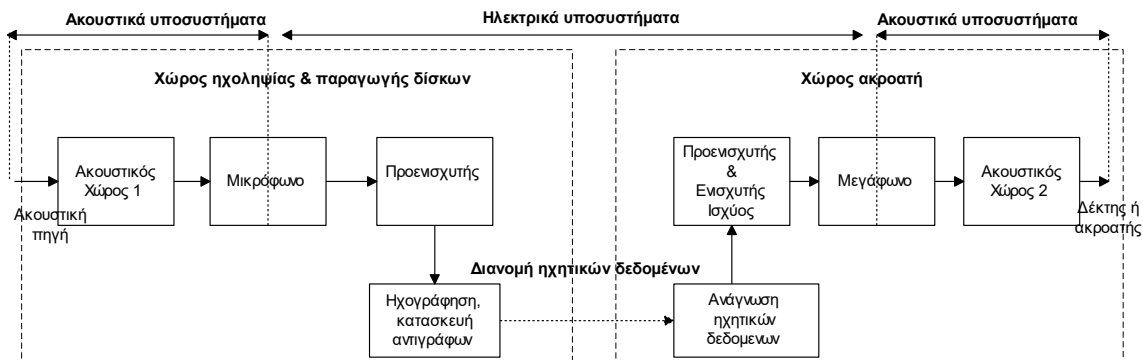 Ακουστικά υποσυστήματα
Ηλεκτρικά υποσυστήματα
Ακουστικά υποσυστήματα
Χώρος ηχοληψίας & παραγωγής δίσκων
Χώρος ακροατή
Ακουστική
πηγή
Ακουστικός
Χώρος 1
Μικρόφωνο
Προενισχυτής
Προενισχυτής
&
Ενισχυτής
Ισχύος
Μεγάφωνο
Ακουστικός
Χώρος 2
Δέκτης ή
ακροατής
Διανομή ηχητικών δεδομένων
Ηχογράφηση,
κατασκευή
αντιγράφων
Ανάγνωση
ηχητικών
δεδομενων